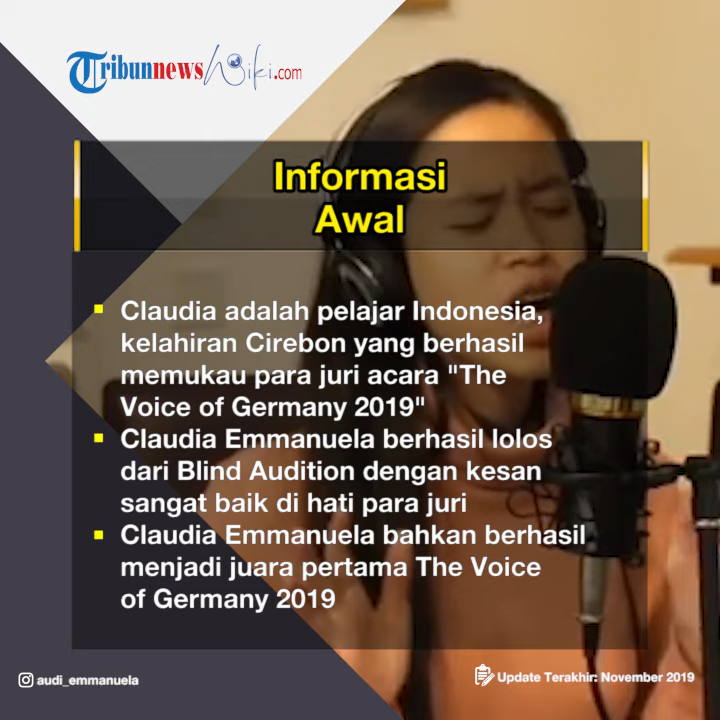 TribunnewsWiki.com
Informasi
Awal
Claudia adalah pelajar Indonesia,
kelahiran Cirebon yang berhasil
memukau para juri acara "The
Voice of Germany 2019"
Claudia Emmanuela berhasil lolos
dari Blind Audition dengan kesan
sangat baik di hati para juri
Claudia Emmanuela bahkan berhasil
menjadi juara pertama The Voice
of Germany 2019
audi_emmanuela
Update Terakhir: November 2019